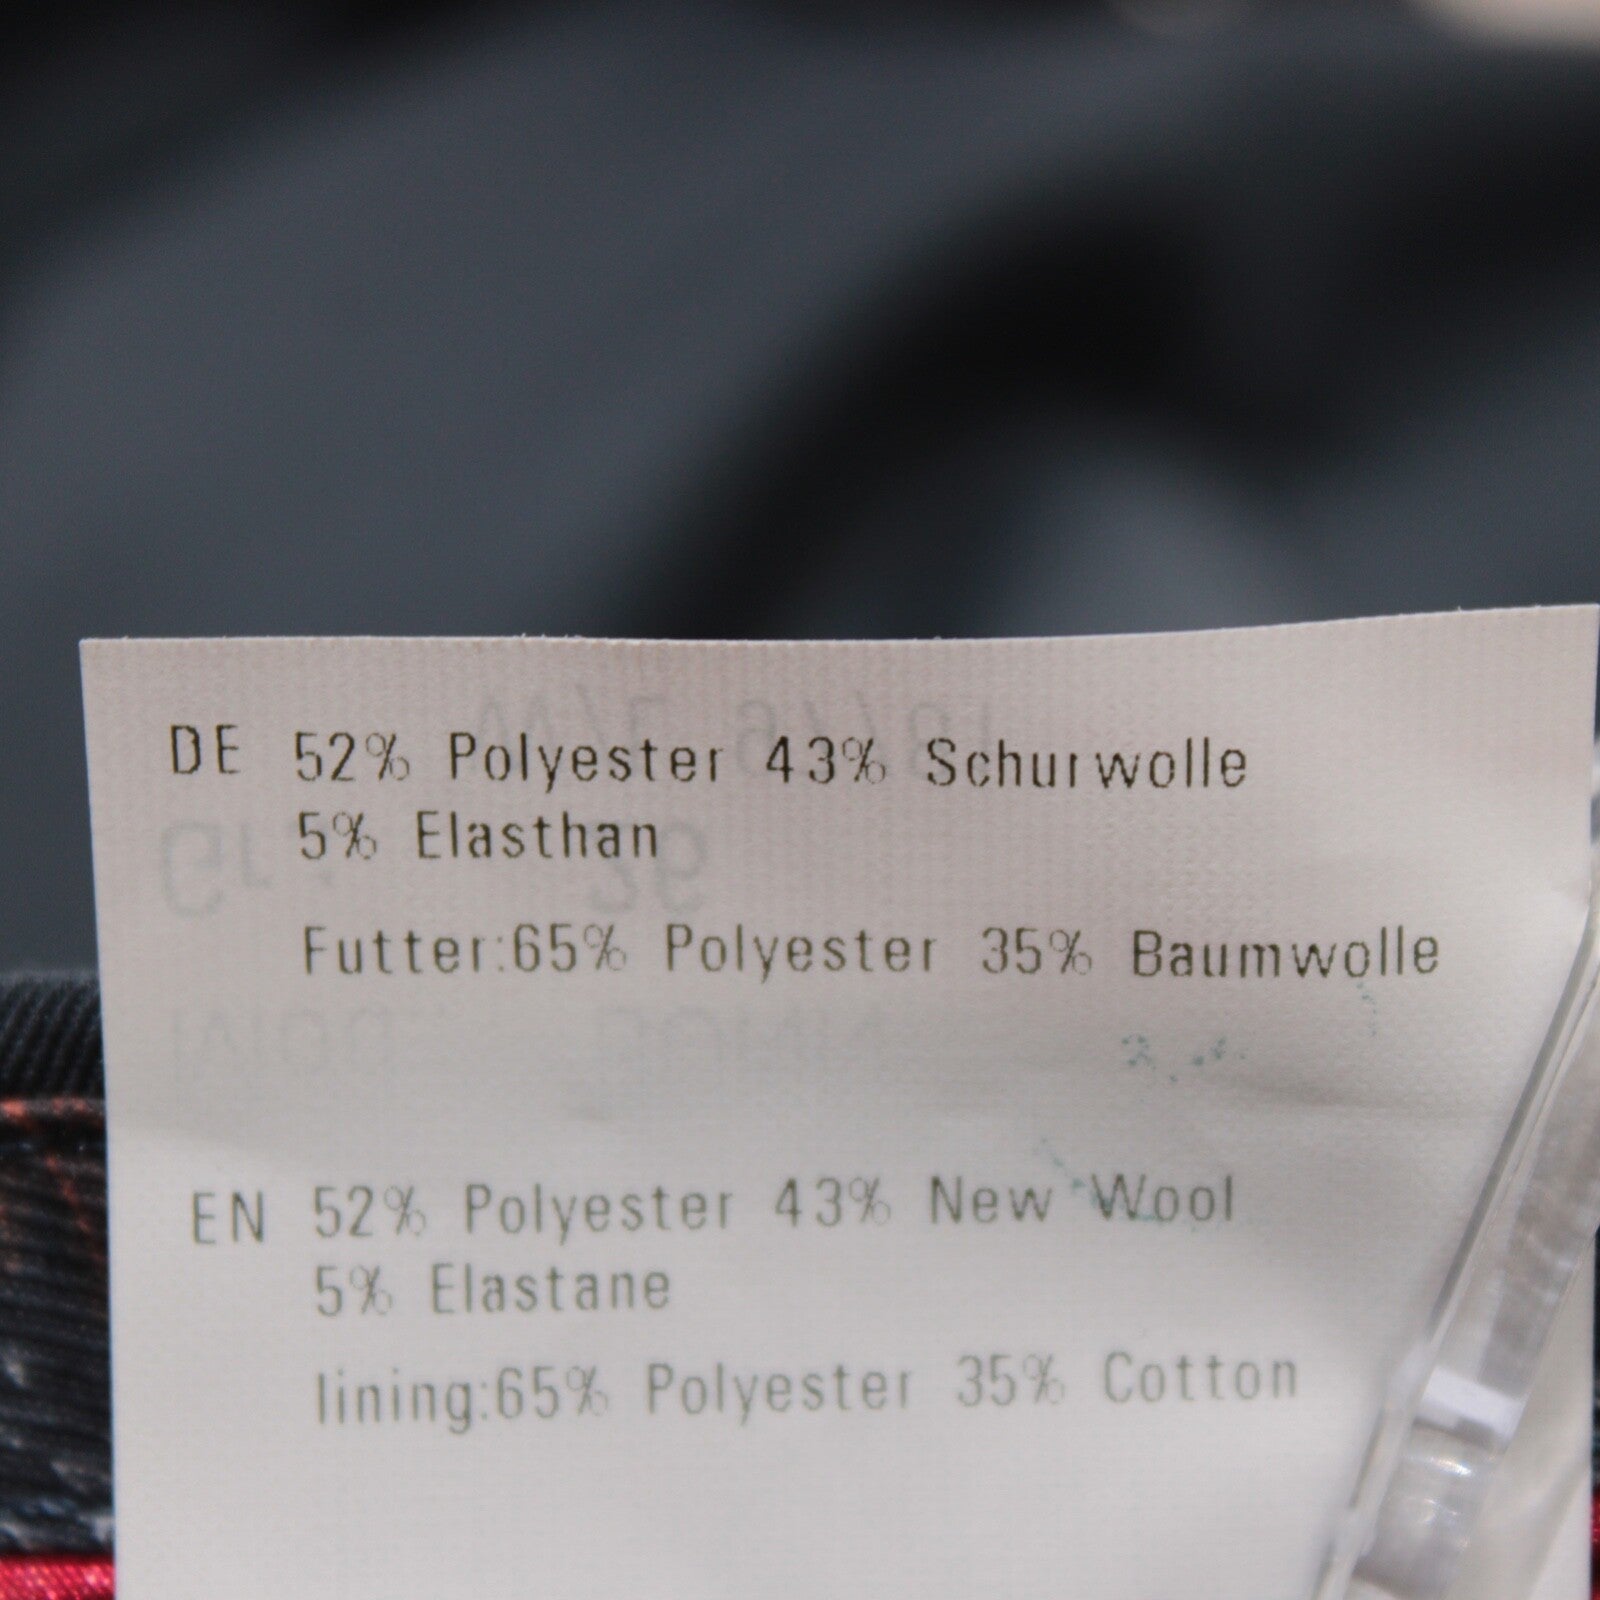 DE 52% Polyester 43% Schurwolle
5% Elasthan
Futter:65% Polyester 35% Baumwolle
EN 52% Polyester 43% New Wool
5% Elastane
lining:65% Polyester 35% Cotton